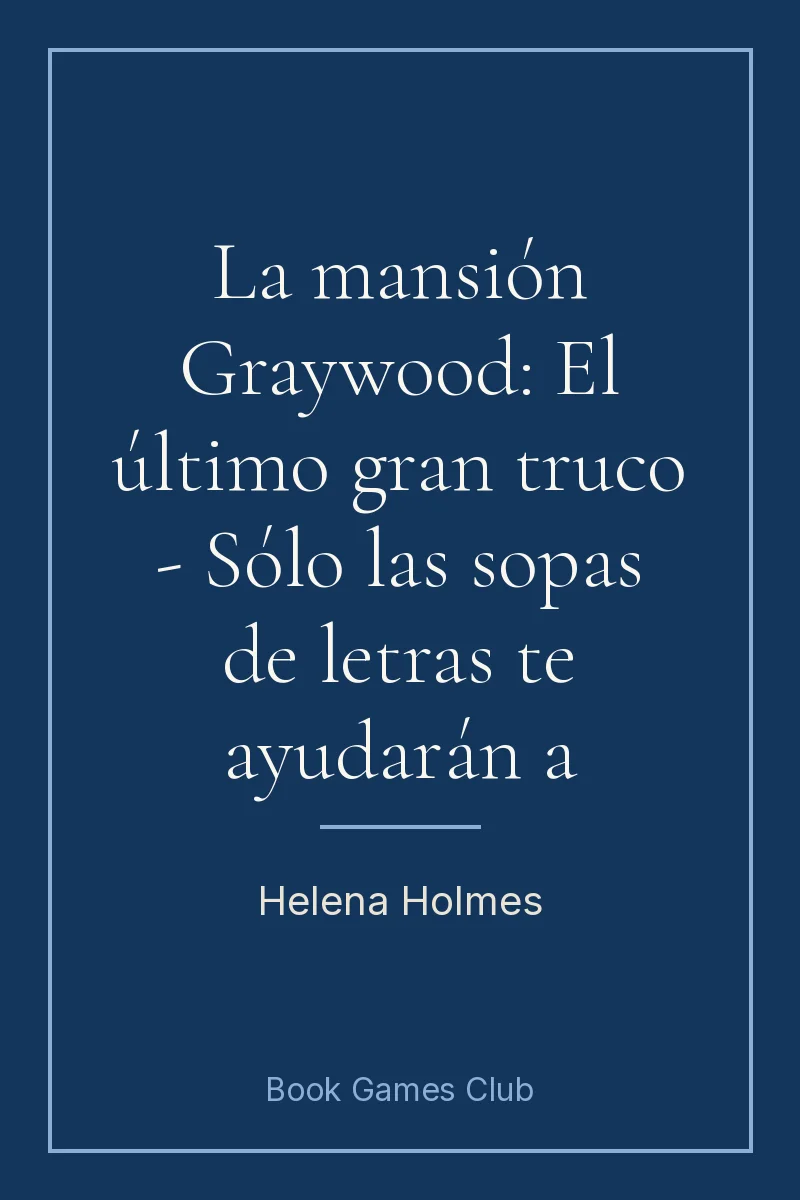 La mansión
Graywood: El
último gran truco
- Sólo las sopas
de letras te
ayudarán a
Helena Holmes
Book Games Club